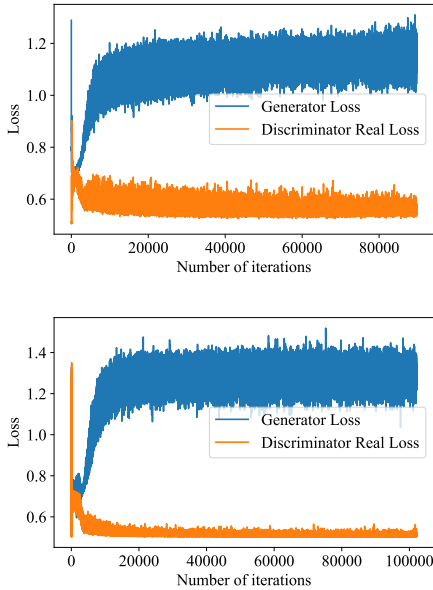 1.2
1.0
0.8
0.6
Loss
Generator Loss
Discriminator Real Loss
0 20000 40000 60000 80000
Number of iterations
1.4
1.2
1.0
0.8
0.6
Loss
Generator Loss
Discriminator Real Loss
0 20000 40000 60000 80000 100000
Number of iterations